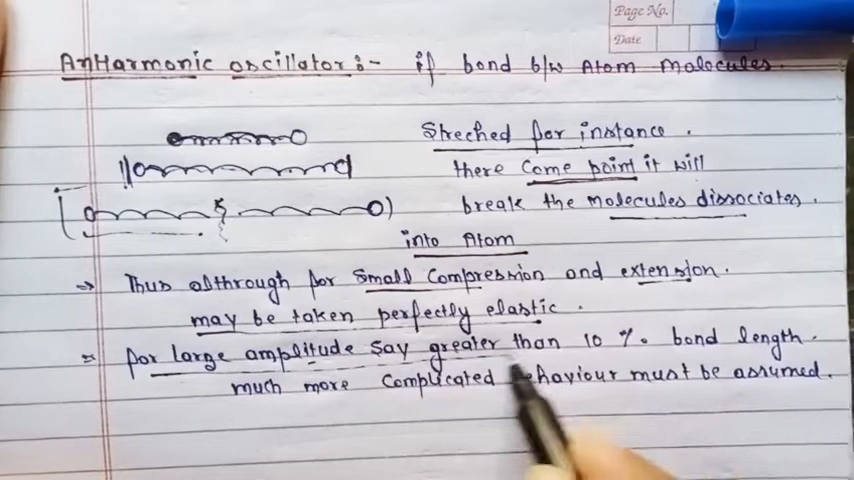 Page No.
Date
AnHarmonic oscillator :- if bond b/w Atom molecules.
Streched for instance.
there Come point it will
break the molecules dissociates.
into Atom
→ Thus althrough for Small Compression and extension.
may be taken perfectly elastic.
⇒ for large amplitude say greater than 10 % bond length.
much more Complicated behaviour must be assumed.